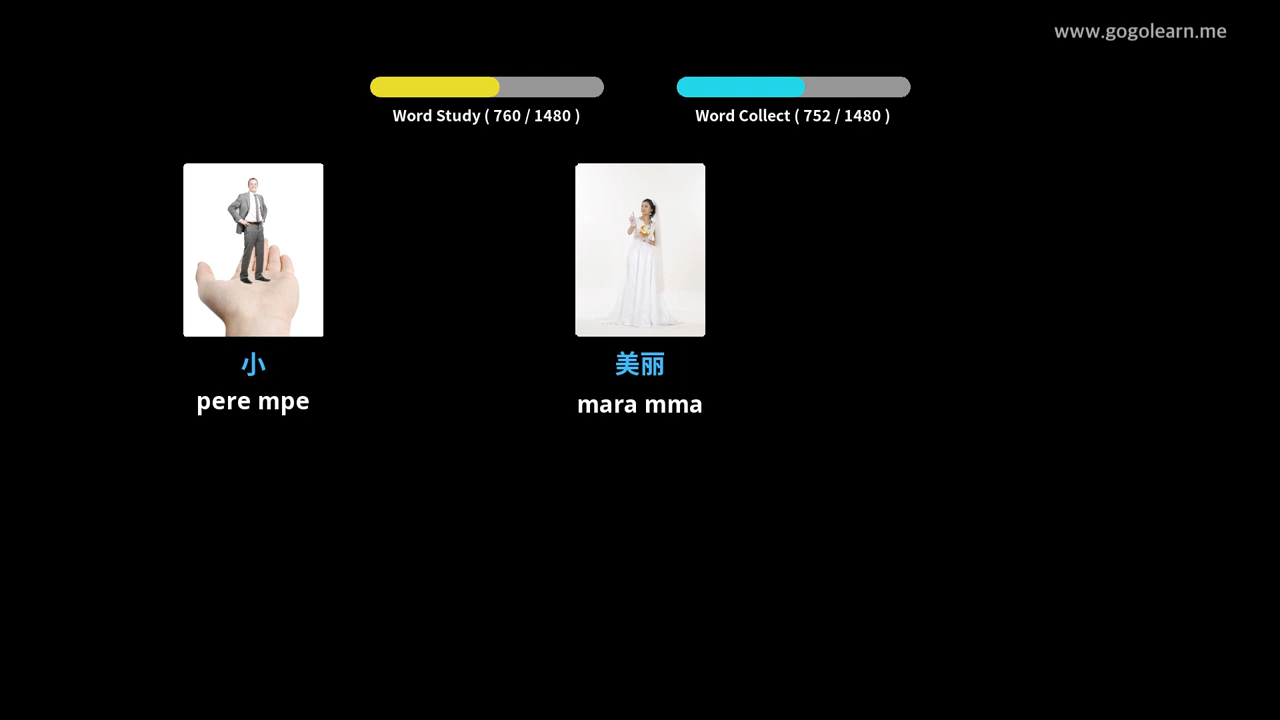 www.gogolearn.me
Word Study ( 760 / 1480 )
Word Collect ( 752 / 1480 )
小
pere mpe
美丽
mara mma